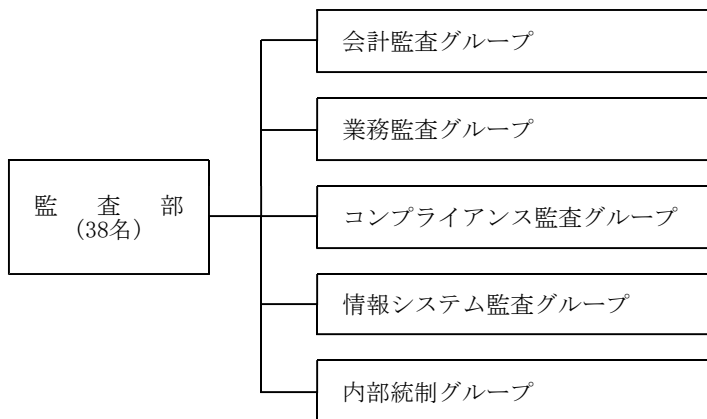 監査部
(38名)
会計監査グループ
業務監査グループ
コンプライアンス監査グループ
情報システム監査グループ
内部統制グループ